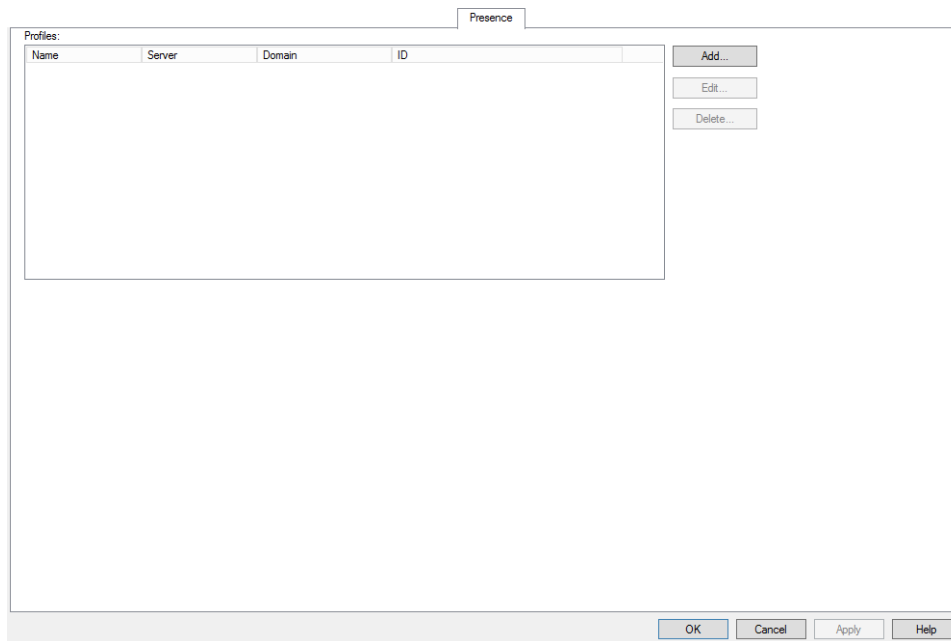 Presence
Profiles:
Name Server Domain ID
Add...
Edit...
Delete...
OK Cancel Apply Help